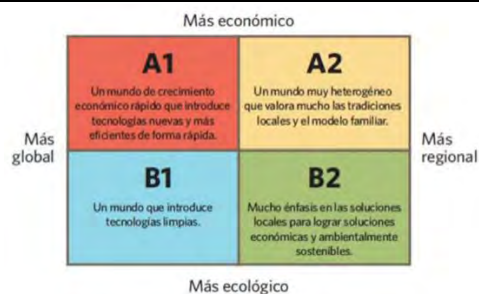 Más económico
A1
Un mundo de crecimiento
económico rápido que introduce
tecnologías nuevas y más
eficientes de forma rápida.
A2
Un mundo muy heterogéneo
que valora mucho las tradiciones
locales y el modelo familiar.
Más
global
Más
regional
B1
Un mundo que introduce
tecnologías limpias.
B2
Mucho énfasis en las soluciones
locales para lograr soluciones
económicas y ambientalmente
sostenibles.
Más ecológico